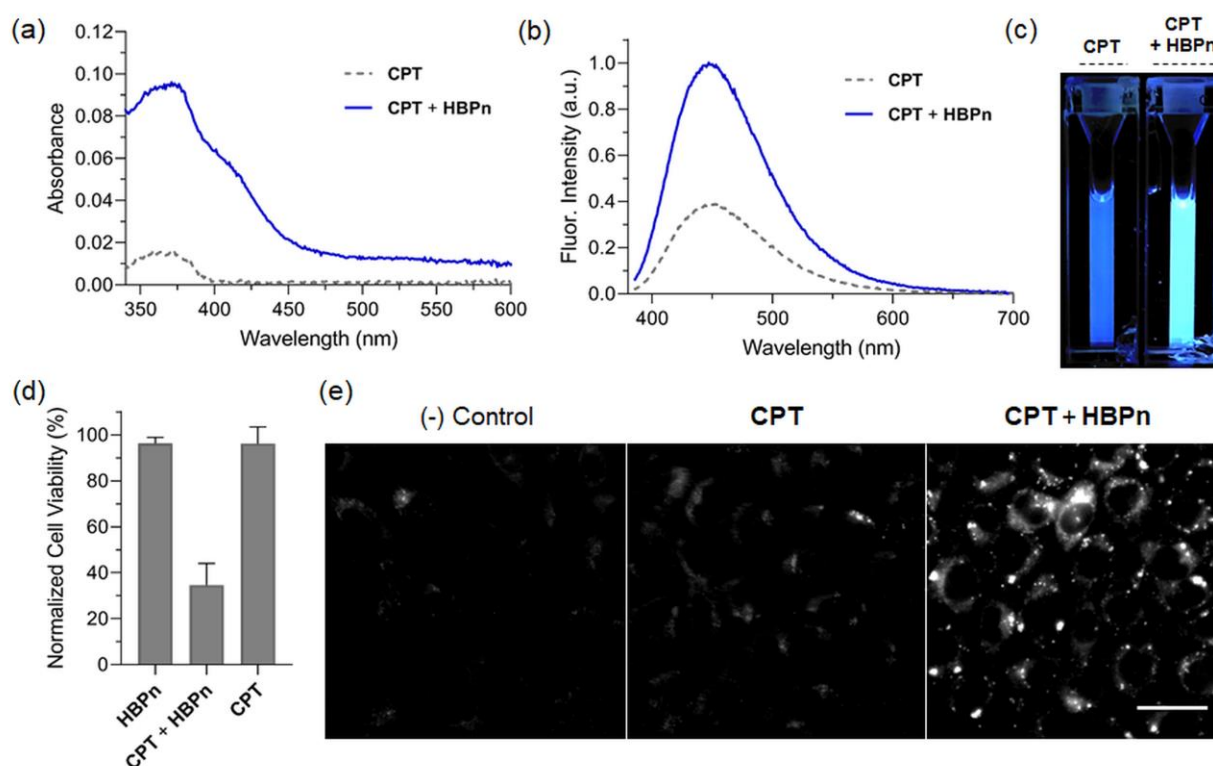 (a)
0.12
0.10
0.08
0.06
0.04
0.02
0.00
Absorbance
350 400 450 500 550 600
Wavelength (nm)
CPT
CPT + HBPn
(b)
1.0
0.8
0.6
0.4
0.2
0.0
Fluor. Intensity (a.u.)
400 500 600 700
Wavelength (nm)
CPT
CPT + HBPn
(c)
CPT
CPT
+ HBPn
(d)
100
80
60
40
20
0
Normalized Cell Viability (%)
HBPn
CPT + HBPn
CPT
(e)
(-) Control
CPT
CPT + HBPn